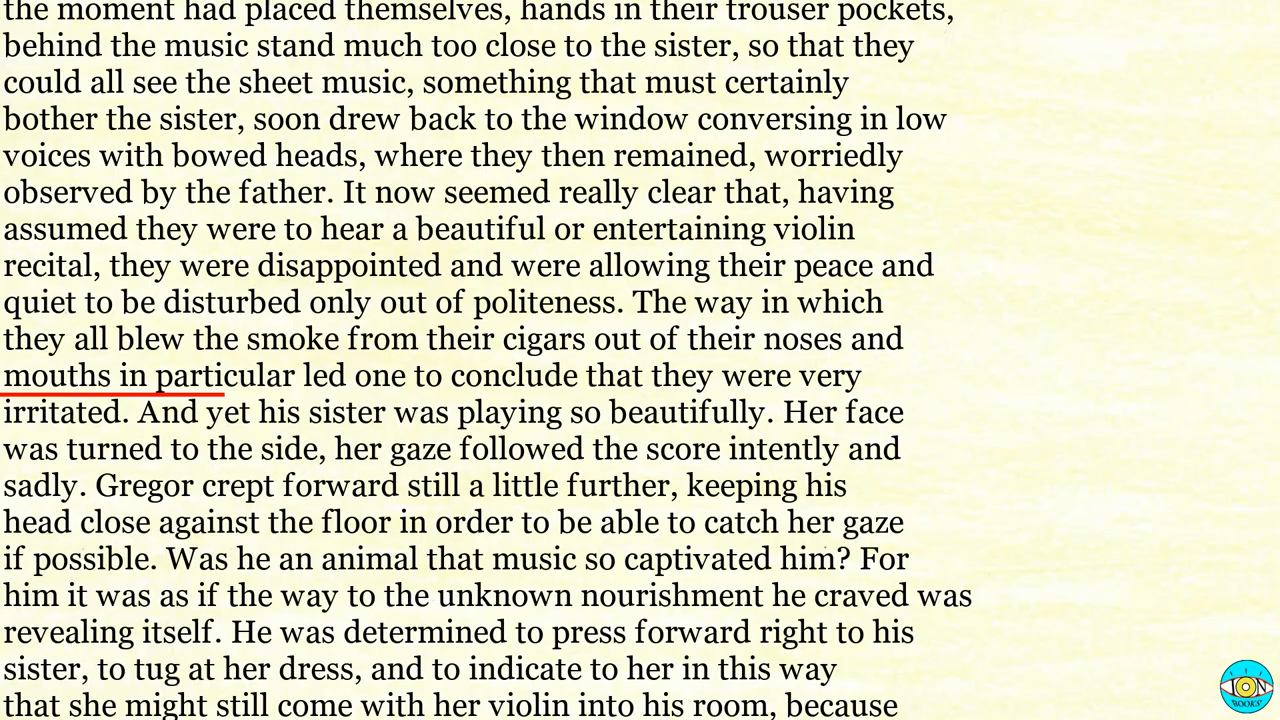 the moment had placed themselves, hands in their trouser pockets,
behind the music stand much too close to the sister, so that they
could all see the sheet music, something that must certainly
bother the sister, soon drew back to the window conversing in low
voices with bowed heads, where they then remained, worriedly
observed by the father. It now seemed really clear that, having
assumed they were to hear a beautiful or entertaining violin
recital, they were disappointed and were allowing their peace and
quiet to be disturbed only out of politeness. The way in which
they all blew the smoke from their cigars out of their noses and
mouths in particular led one to conclude that they were very
irritated. And yet his sister was playing so beautifully. Her face
was turned to the side, her gaze followed the score intently and
sadly. Gregor crept forward still a little further, keeping his
head close against the floor in order to be able to catch her gaze
if possible. Was he an animal that music so captivated him? For
him it was as if the way to the unknown nourishment he craved was
revealing itself. He was determined to press forward right to his
sister, to tug at her dress, and to indicate to her in this way
that she might still come with her violin into his room, because
ION
BOOKS